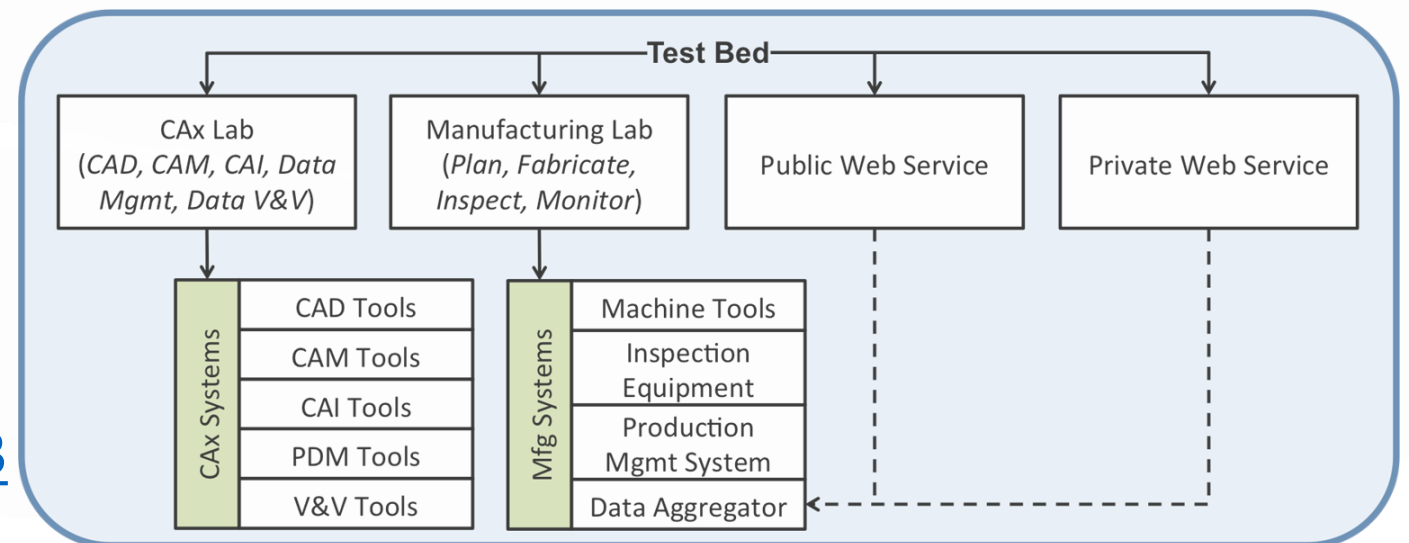 Test Bed
CAx Lab
(CAD, CAM, CAI, Data
Mgmt, Data V&V)
Manufacturing Lab
(Plan, Fabricate,
Inspect, Monitor)
Public Web Service
Private Web Service
CAx Systems
CAD Tools
CAM Tools
CAI Tools
PDM Tools
V&V Tools
Mfg Systems
Machine Tools
Inspection
Equipment
Production
Mgmt System
Data Aggregator